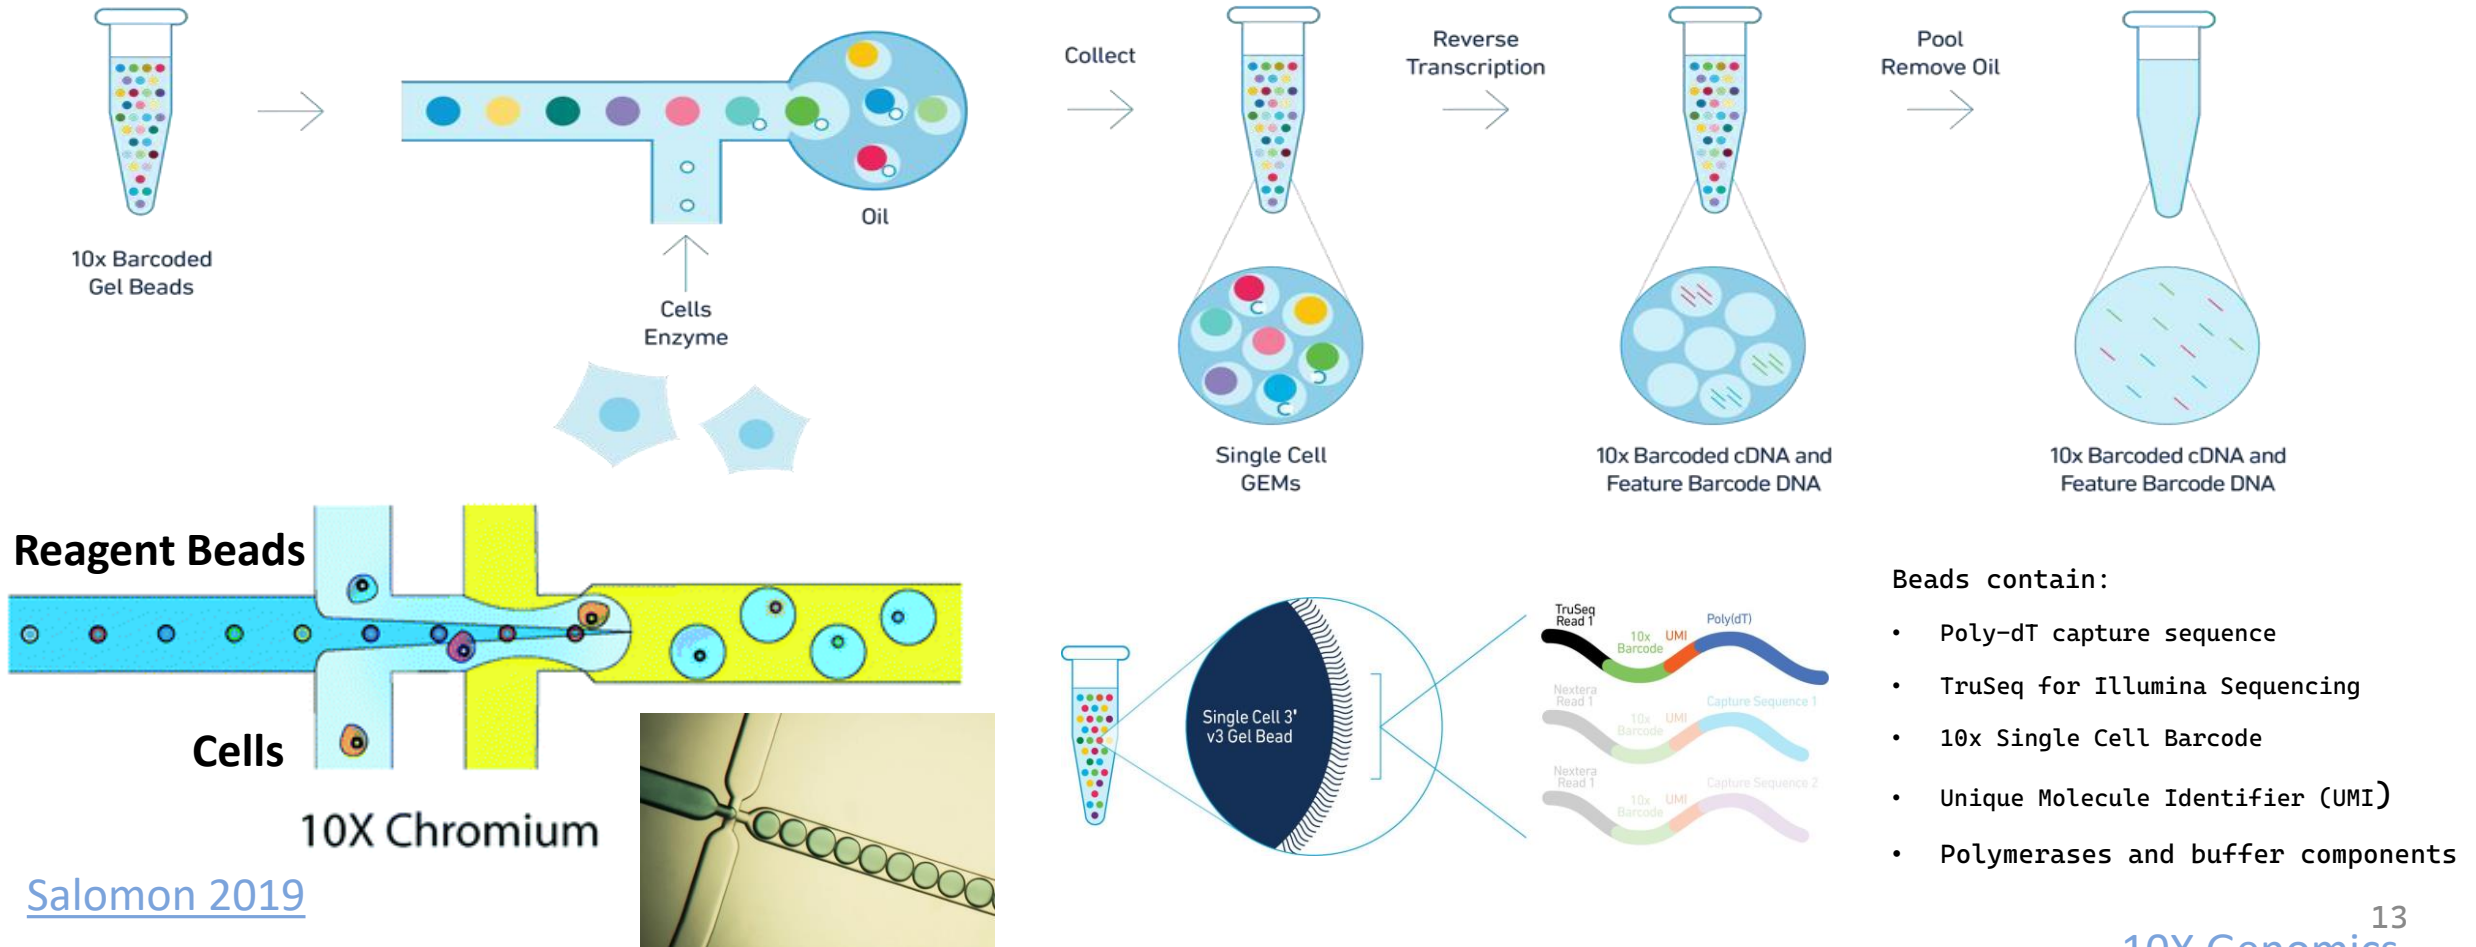 10x Barcoded
Gel Beads
Oil
Cells
Enzyme
Collect
Single Cell
GEMs
Reverse
Transcription
10x Barcoded cDNA and
Feature Barcode DNA
Pool
Remove Oil
10x Barcoded cDNA and
Feature Barcode DNA
Reagent Beads
Cells
10X Chromium
Salomon 2019
Single Cell 3'
v3 Gel Bead
TruSeq
Read 1
10x
Barcode
UMI
Poly(dT)
Nextera
Read 1
10x
Barcode
UMI
Capture Sequence 1
Nextera
Read 1
10x
Barcode
UMI
Capture Sequence 2
Beads contain:
• Poly-dT capture sequence
• TruSeq for Illumina Sequencing
• 10x Single Cell Barcode
• Unique Molecule Identifier (UMI)
• Polymerases and buffer components
13
10X Genomics